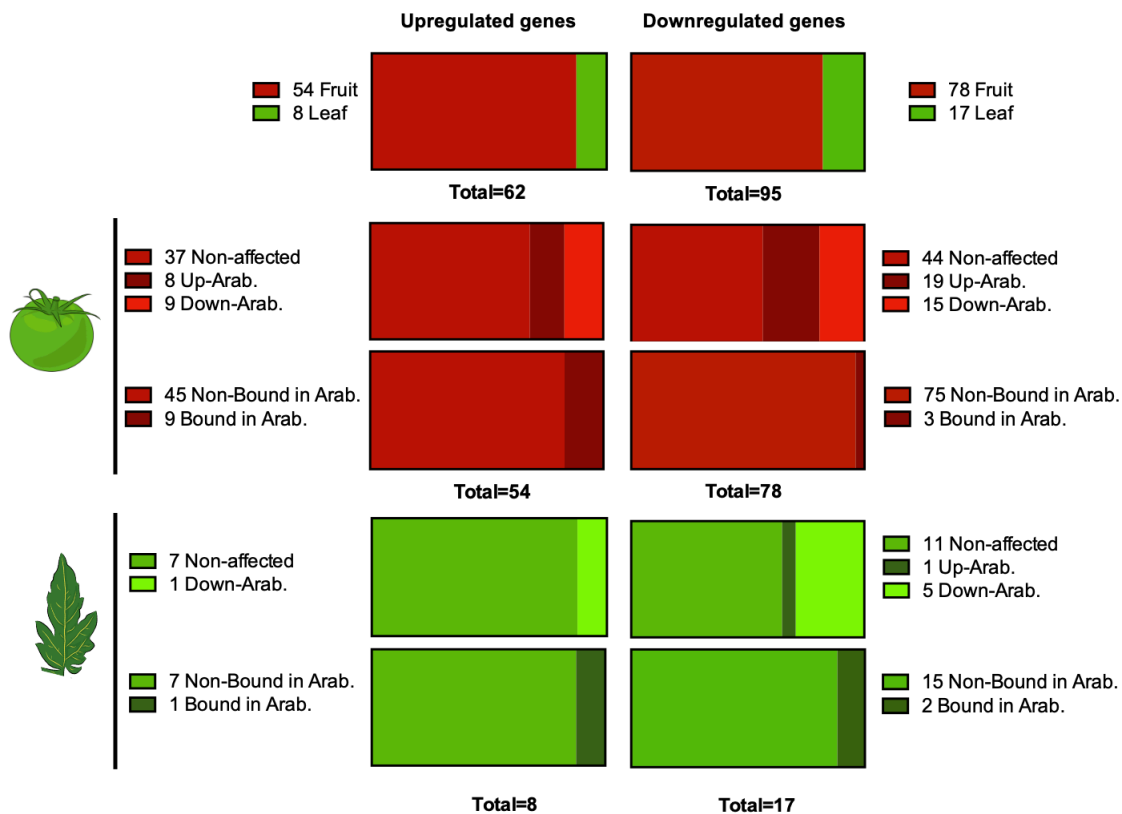 Upregulated genes
Downregulated genes
54 Fruit
8 Leaf
78 Fruit
17 Leaf
Total=62
Total=95
37 Non-affected
8 Up-Arab.
9 Down-Arab.
44 Non-affected
19 Up-Arab.
15 Down-Arab.
45 Non-Bound in Arab.
9 Bound in Arab.
75 Non-Bound in Arab.
3 Bound in Arab.
Total=54
Total=78
7 Non-affected
1 Down-Arab.
11 Non-affected
1 Up-Arab.
5 Down-Arab.
7 Non-Bound in Arab.
1 Bound in Arab.
15 Non-Bound in Arab.
2 Bound in Arab.
Total=8
Total=17